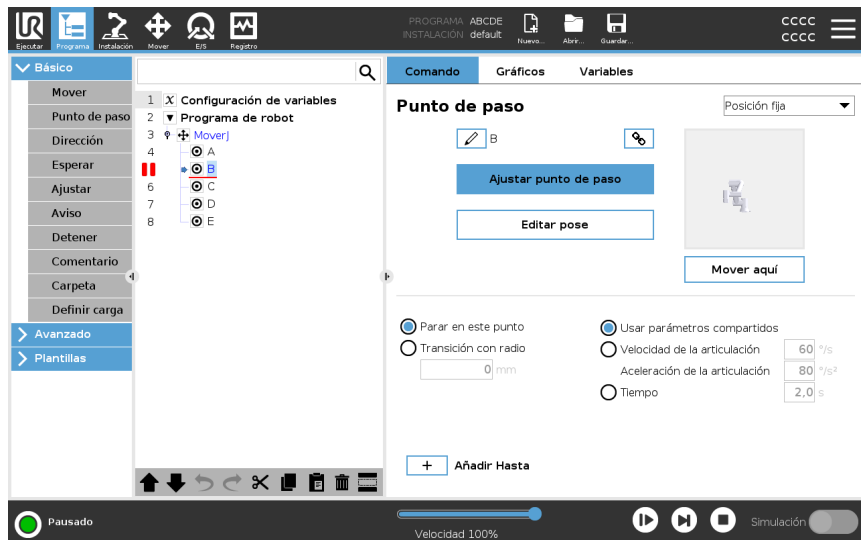 UR
Ejecutar
Programa
Instalación
Mover
E/S
Registro
PROGRAMA ABCDE
INSTALACIÓN default
Nuevo...
Abrir...
Guardar...
CCCC
CCCC
Básico
Mover
Punto de paso
Dirección
Esperar
Ajustar
Aviso
Detener
Comentario
Carpeta
Definir carga
Avanzado
Plantillas
1 X Configuración de variables
2 Programa de robot
3 MoverJ
4 A
B
6 C
7 D
8 E
Comando Gráficos Variables
Punto de paso
Posición fija
B
Ajustar punto de paso
Editar pose
Mover aquí
Parar en este punto
Transición con radio
0 mm
Usar parámetros compartidos
Velocidad de la articulación 60 °/s
Aceleración de la articulación 80 °/s²
Tiempo 2,0 s
+ Añadir Hasta
Pausado
Velocidad 100%
Simulación